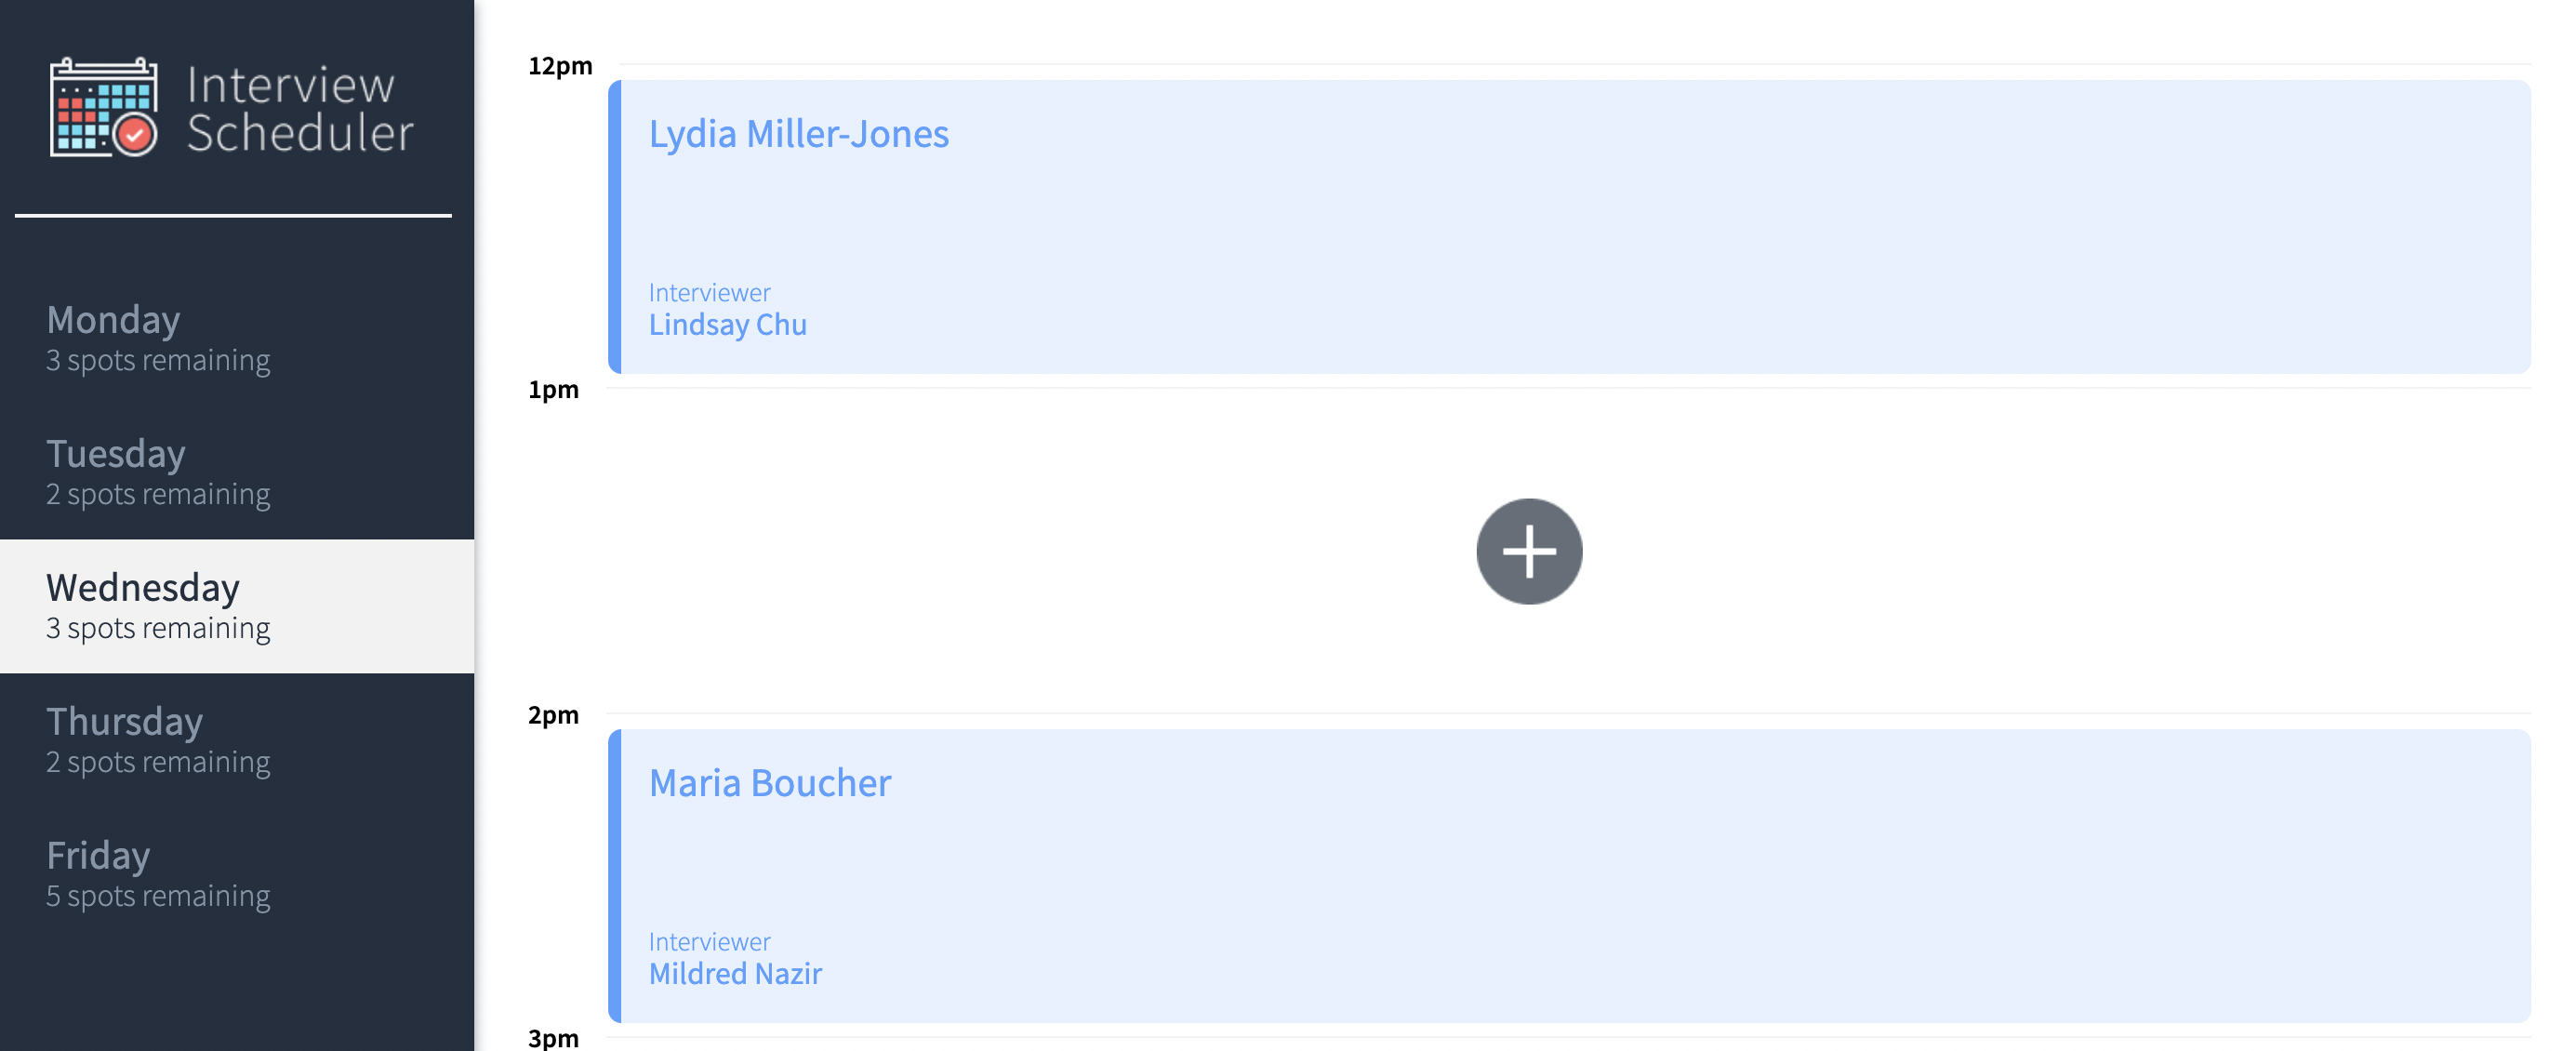 Interview
Scheduler
Monday
3 spots remaining
Tuesday
2 spots remaining
Wednesday
3 spots remaining
Thursday
2 spots remaining
Friday
5 spots remaining
12pm
Lydia Miller-Jones
Interviewer
Lindsay Chu
1pm
2pm
Maria Boucher
Interviewer
Mildred Nazir
3pm